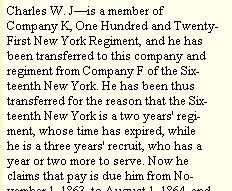 Charles W. J—is a member of
Company K, One Hundred and Twenty-
First New York Regiment, and he has
been transferred to this company and
regiment from Company F of the Six-
teenth New York. He has been thus
transferred for the reason that the Six-
teenth New York is a two years' regi-
ment, whose time has expired, while
he is a three years' recruit, who has a
year or two more to serve. Now he
claims that pay is due him from No-
vember 1, 1863, to August 1, 1864, and